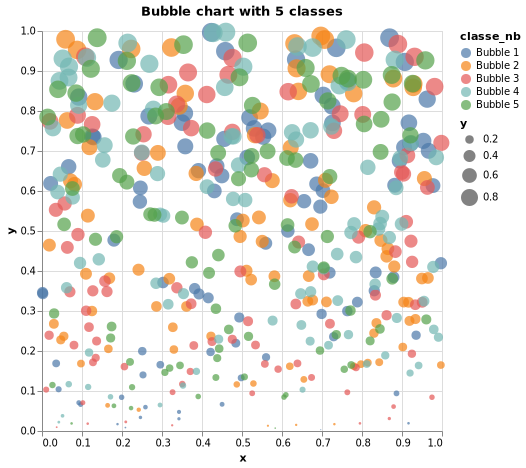 Bubble chart with 5 classes
1.0
0.9
0.8
0.7
0.6
0.5
0.4
0.3
0.2
0.1
0.0
y
0.0 0.1 0.2 0.3 0.4 0.5 0.6 0.7 0.8 0.9 1.0
x
classe_nb
Bubble 1
Bubble 2
Bubble 3
Bubble 4
Bubble 5
y
0.2
0.4
0.6
0.8